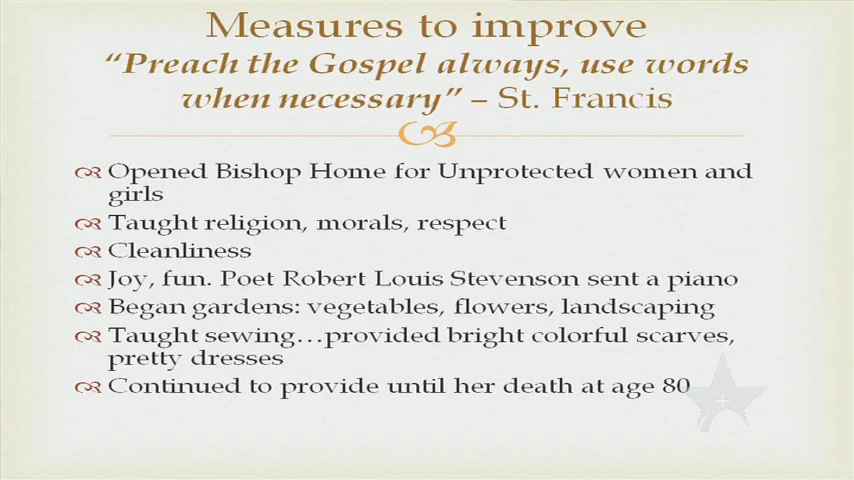 Measures to improve
“Preach the Gospel always, use words
when necessary” – St. Francis
Opened Bishop Home for Unprotected women and
girls
Taught religion, morals, respect
Cleanliness
Joy, fun. Poet Robert Louis Stevenson sent a piano
Began gardens: vegetables, flowers, landscaping
Taught sewing…provided bright colorful scarves,
pretty dresses
Continued to provide until her death at age 80